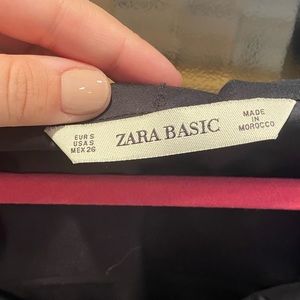 EUR S
USA S
MEX 26
ZARA BASIC
MADE
IN
MOROCCO